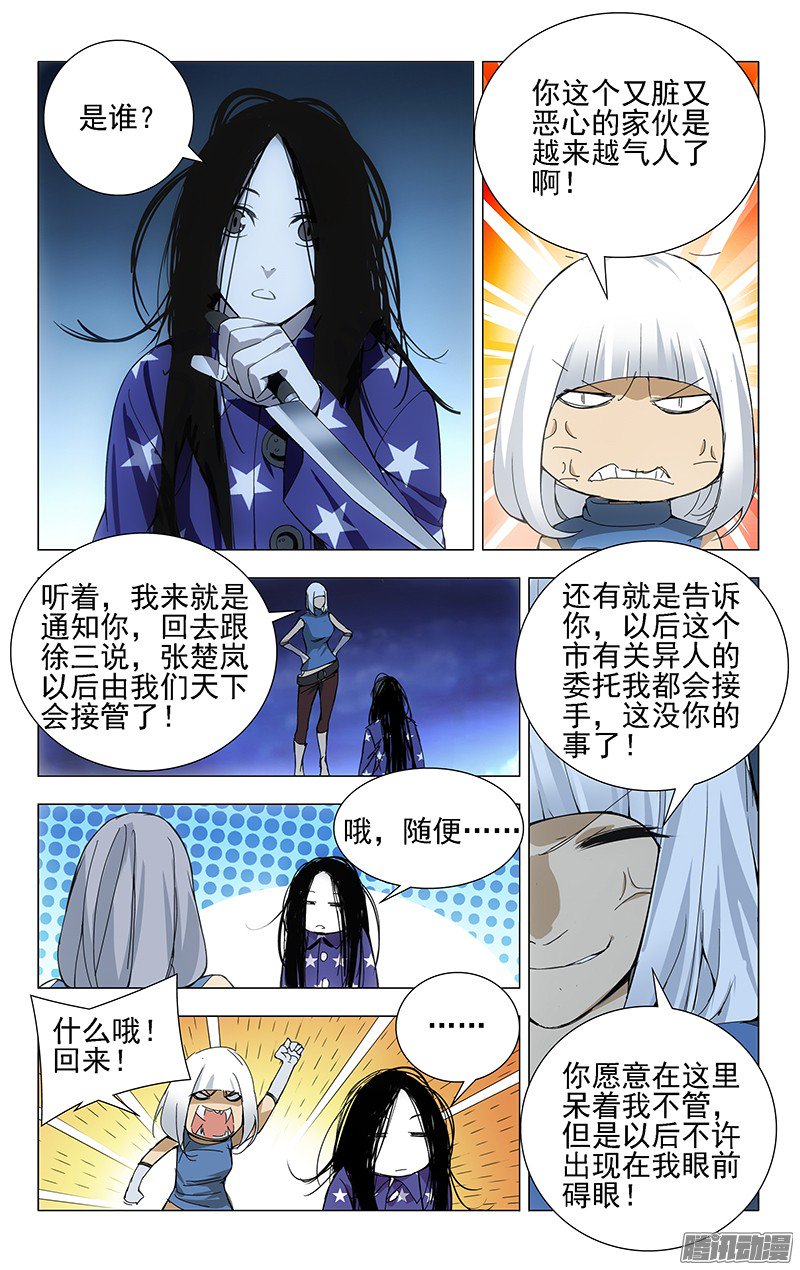 是谁？
你这个又脏又
恶心的家伙是
越来越气人了
啊！
听着，我来就是
通知你，回去跟
徐三说，张楚岚
以后由我们天下
会接管了！
还有就是告诉
你，以后这个
市有关异人的
委托我都会接
手，这没你的
事了！
哦，随便……
什么哦！
回来！
……
你愿意在这里
呆着我不管，
但是以后不许
出现在我眼前
碍眼！
腾讯动漫